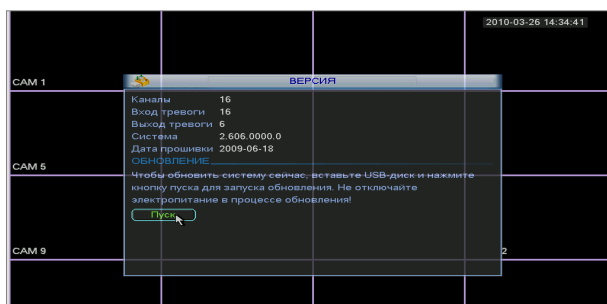 2010-03-26 14:34:41
CAM 1
ВЕРСИЯ
Каналы 16
Вход тревоги 16
Выход тревоги 6
Система 2.606.0000.0
Дата прошивки 2009-06-18
ОБНОВЛЕНИЕ
CAM 5
Чтобы обновить систему сейчас, вставьте USB-диск и нажмите
кнопку пуска для запуска обновления. Не отключайте
электропитание в процессе обновления!
Пуск
CAM 9
2